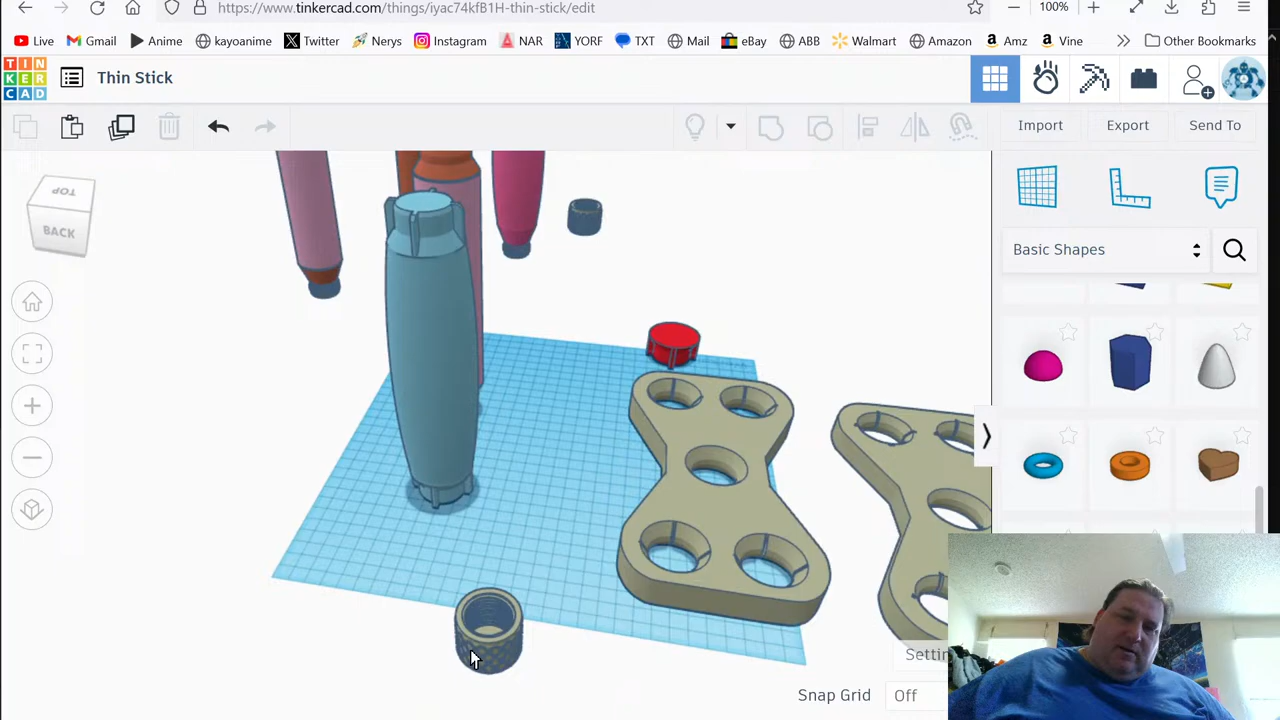 https://www.tinkercad.com/things/iyac74kfB1H-thin-stick/edit
100%
Live
Gmail
Anime
kayoanime
Twitter
Nerys
Instagram
NAR
YORF
TXT
Mail
eBay
ABB
Walmart
Amazon
Amz
Vine
Other Bookmarks
TIN
KER
CAD
Thin Stick
Import
Export
Send To
TOP
BACK
Basic Shapes
Settin
Snap Grid
Off